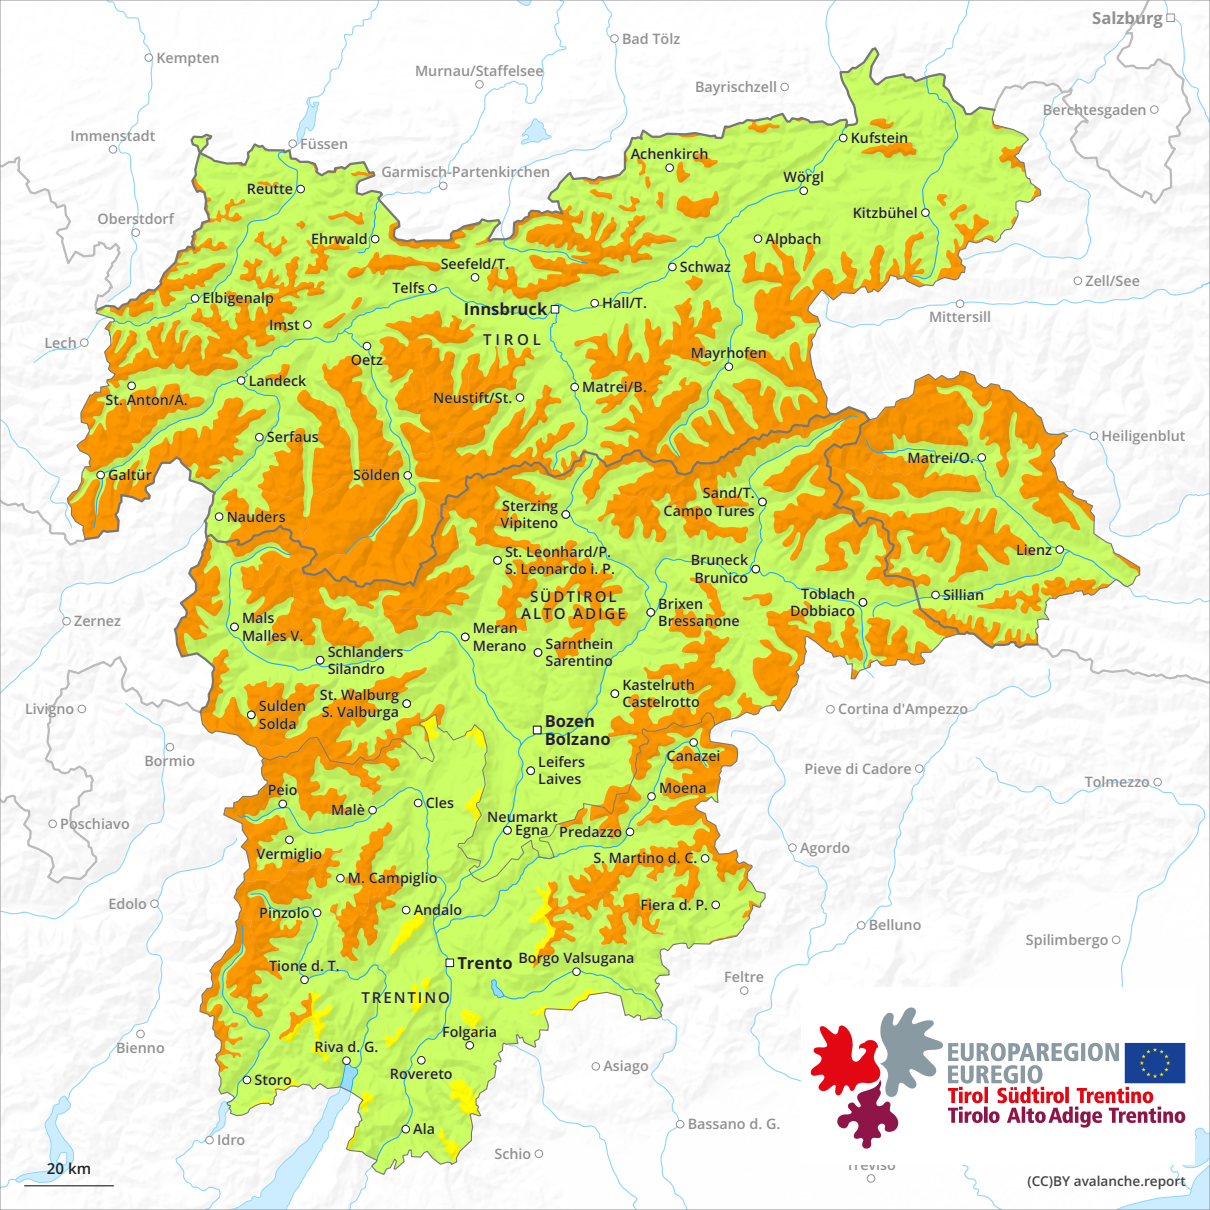 Salzburg
Bad Tölz
Kempten
Murnau/Staffelsee
Bayrischzell
Berchtesgaden
Immenstadt
Füssen
Kufstein
Achenkirch
Garmisch-Partenkirchen
Wörgl
Reutte
Oberstdorf
Kitzbühel
Ehrwald
Alpbach
Seefeld/T.
Schwaz
Zell/See
Telfs
Elbigenalp
Hall/T.
Innsbruck
Mittersill
Imst
TIROL
Lech
Oetz
Mayrhofen
Landeck
Matrei/B.
St. Anton/A.
Neustift/St.
Serfaus
Heiligenblut
Matrei/O.
Galtür
Sölden
Sand/T.
Campo Tures
Sterzing
Vipiteno
Nauders
St. Leonhard/P.
S. Leonardo i. P.
Lienz
Bruneck
Brunico
SÜDTIROL
ALTO ADIGE
Toblach
Dobbiaco
Sillian
Brixen
Bressanone
Zernez
Mals
Malles V.
Meran
Merano
Sarnthein
Sarentino
Schlanders
Silandro
Kastelruth
Castelrotto
St. Walburg
S. Valburga
Sulden
Solda
Livigno
Cortina d'Ampezzo
Bozen
Bolzano
Bormio
Canazei
Leifers
Laives
Pieve di Cadore
Tolmezzo
Peio
Moena
Malè
Cles
Neumarkt
Egna
Predazzo
Poschiavo
Vermiglio
S. Martino d. C.
Agordo
M. Campiglio
Edolo
Pinzolo
Andalo
Fiera d. P.
Belluno
Spilimbergo
Trento
Borgo Valsugana
Tione d. T.
Feltre
TRENTINO
Folgaria
Bienno
Riva d. G.
Rovereto
Asiago
Storo
EUROPAREGION
EUREGIO
Tirol Südtirol Trentino
Tirolo Alto Adige Trentino
Ala
Bassano d. G.
Idro
Schio
Treviso
20 km
(CC)BY avalanche.report